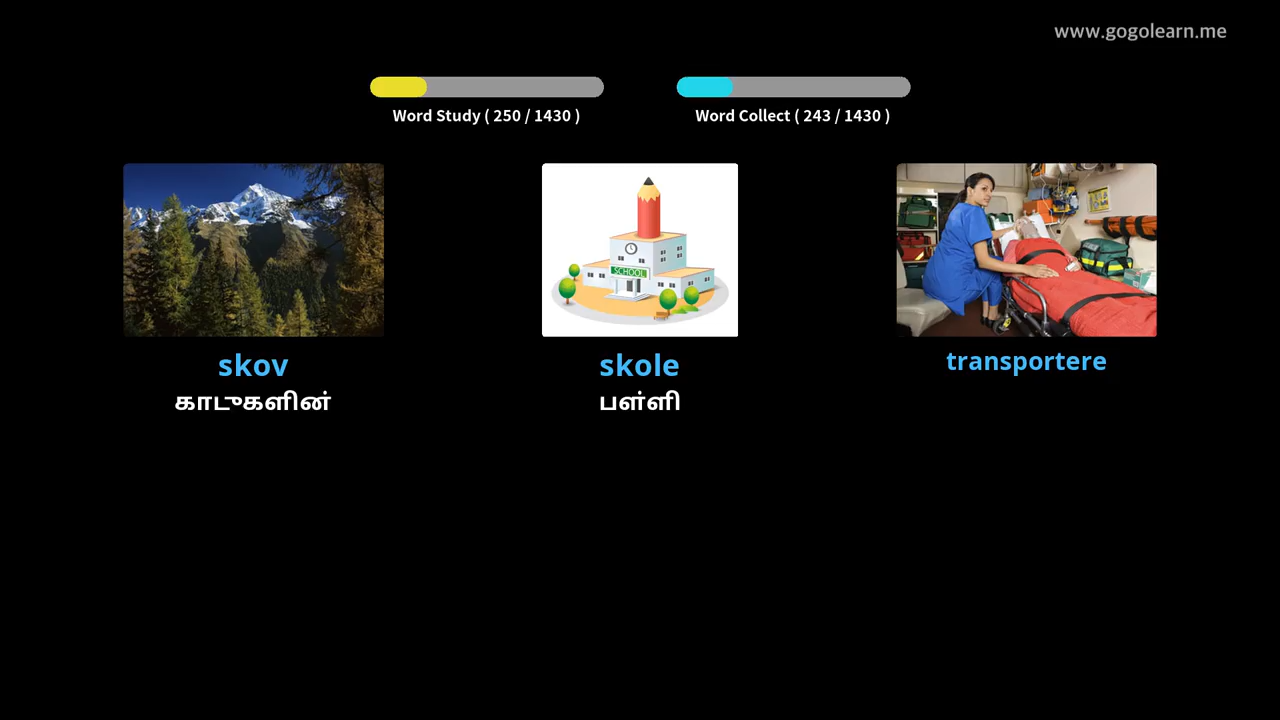 www.gogolearn.me
Word Study ( 250 / 1430 )
Word Collect ( 243 / 1430 )
SCHOOL
skov
skole
transportere
காடுகளின்
பள்ளி